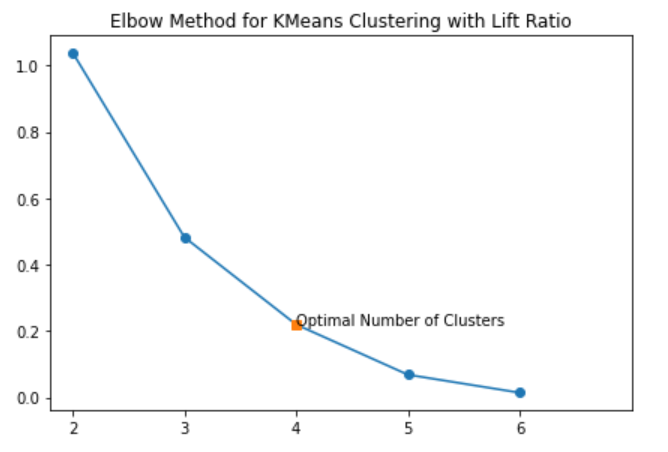 Elbow Method for KMeans Clustering with Lift Ratio
1.0
0.8
0.6
0.4
0.2
0.0
Optimal Number of Clusters
2 3 4 5 6